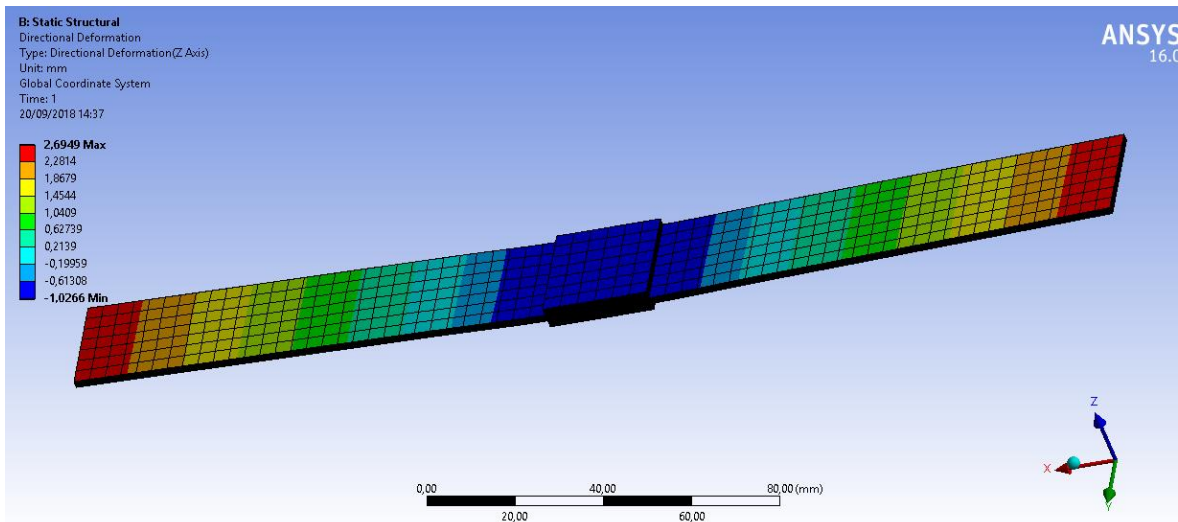 B: Static Structural
Directional Deformation
Type: Directional Deformation(Z Axis)
Unit: mm
Global Coordinate System
Time: 1
20/09/2018 14:37
ANSYS
16.0
2,6949 Max
2,2814
1,8679
1,4544
1,0409
0,62739
0,2139
-0,19959
-0,61308
-1,0266 Min
Z
X
Y
0,00 40,00 80,00 (mm)
20,00 60,00